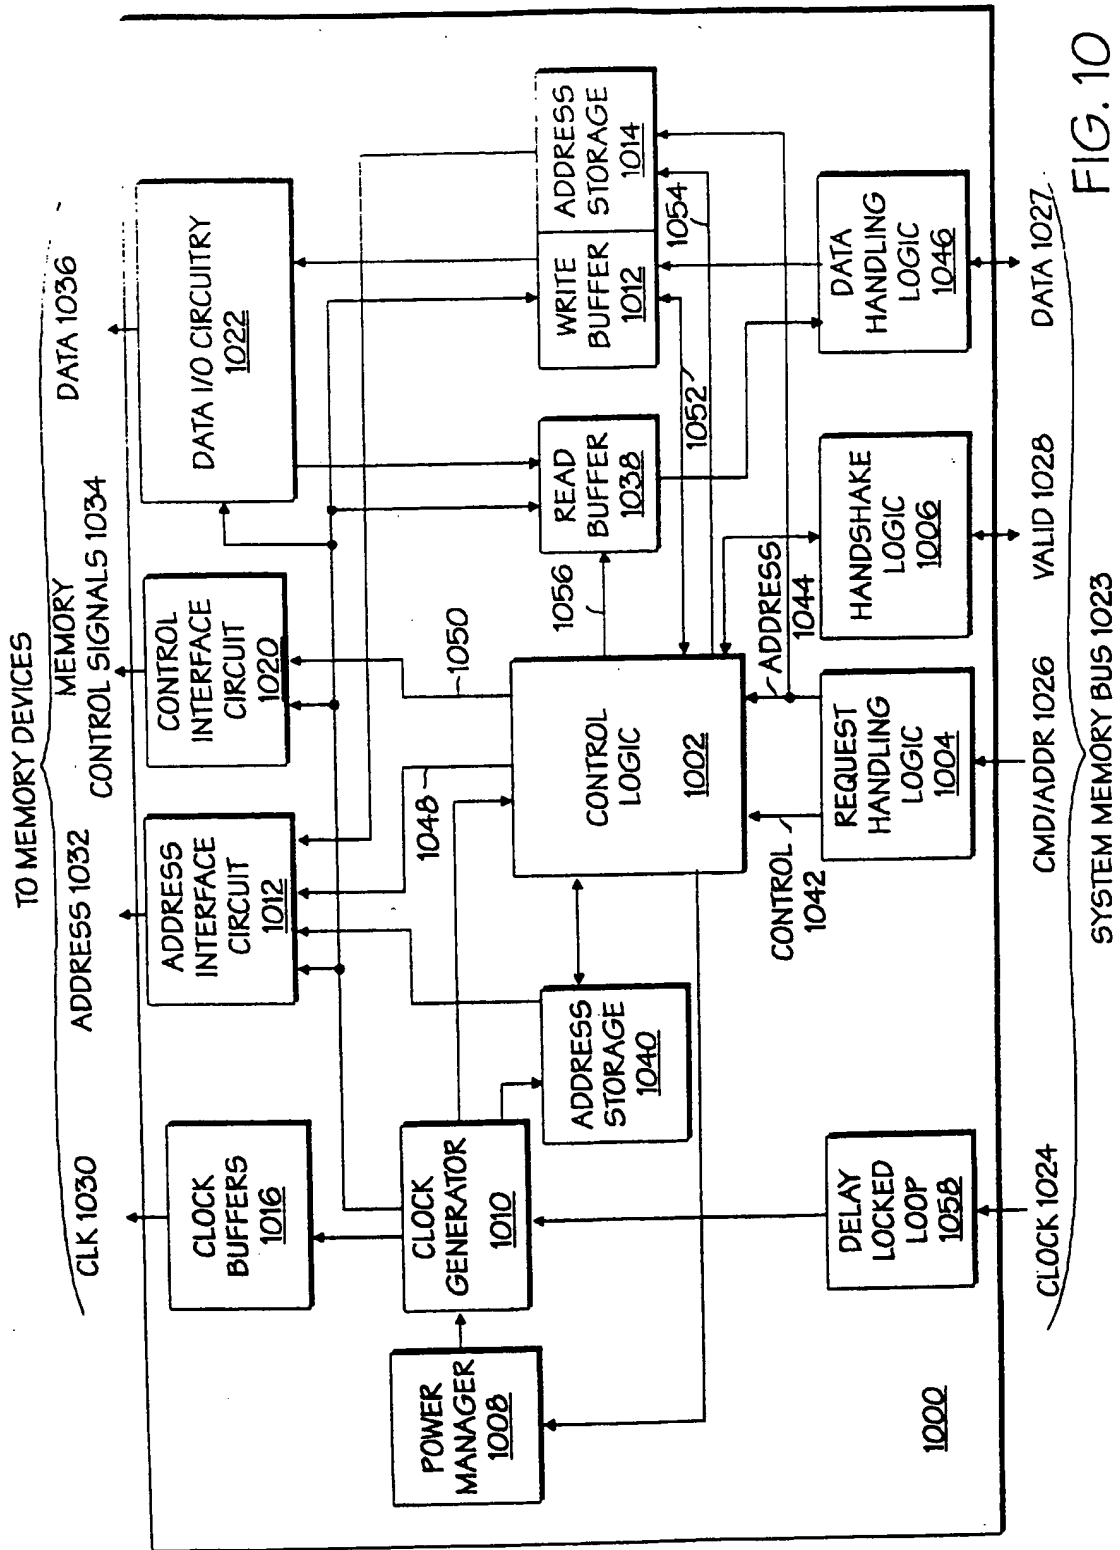 TO MEMORY DEVICES
CLK 1030
ADDRESS 1032
MEMORY
CONTROL SIGNALS 1034
DATA 1036
CLOCK
BUFFERS
1016
ADDRESS
INTERFACE
CIRCUIT
1012
CONTROL
INTERFACE
CIRCUIT
1020
DATA I/O CIRCUITRY
1022
POWER
MANAGER
1008
CLOCK
GENERATOR
1010
1048
1050
ADDRESS
STORAGE
1040
CONTROL
LOGIC
1002
1056
READ
BUFFER
1038
WRITE
BUFFER
1012
ADDRESS
STORAGE
1014
1052
1054
CONTROL
1042
ADDRESS
1044
DELAY
LOCKED
LOOP
1058
REQUEST
HANDLING
LOGIC
1004
HANDSHAKE
LOGIC
1006
DATA
HANDLING
LOGIC
1046
1000
CLOCK 1024
CMD/ADDR 1026
VALID 1028
DATA 1027
SYSTEM MEMORY BUS 1023
FIG. 10